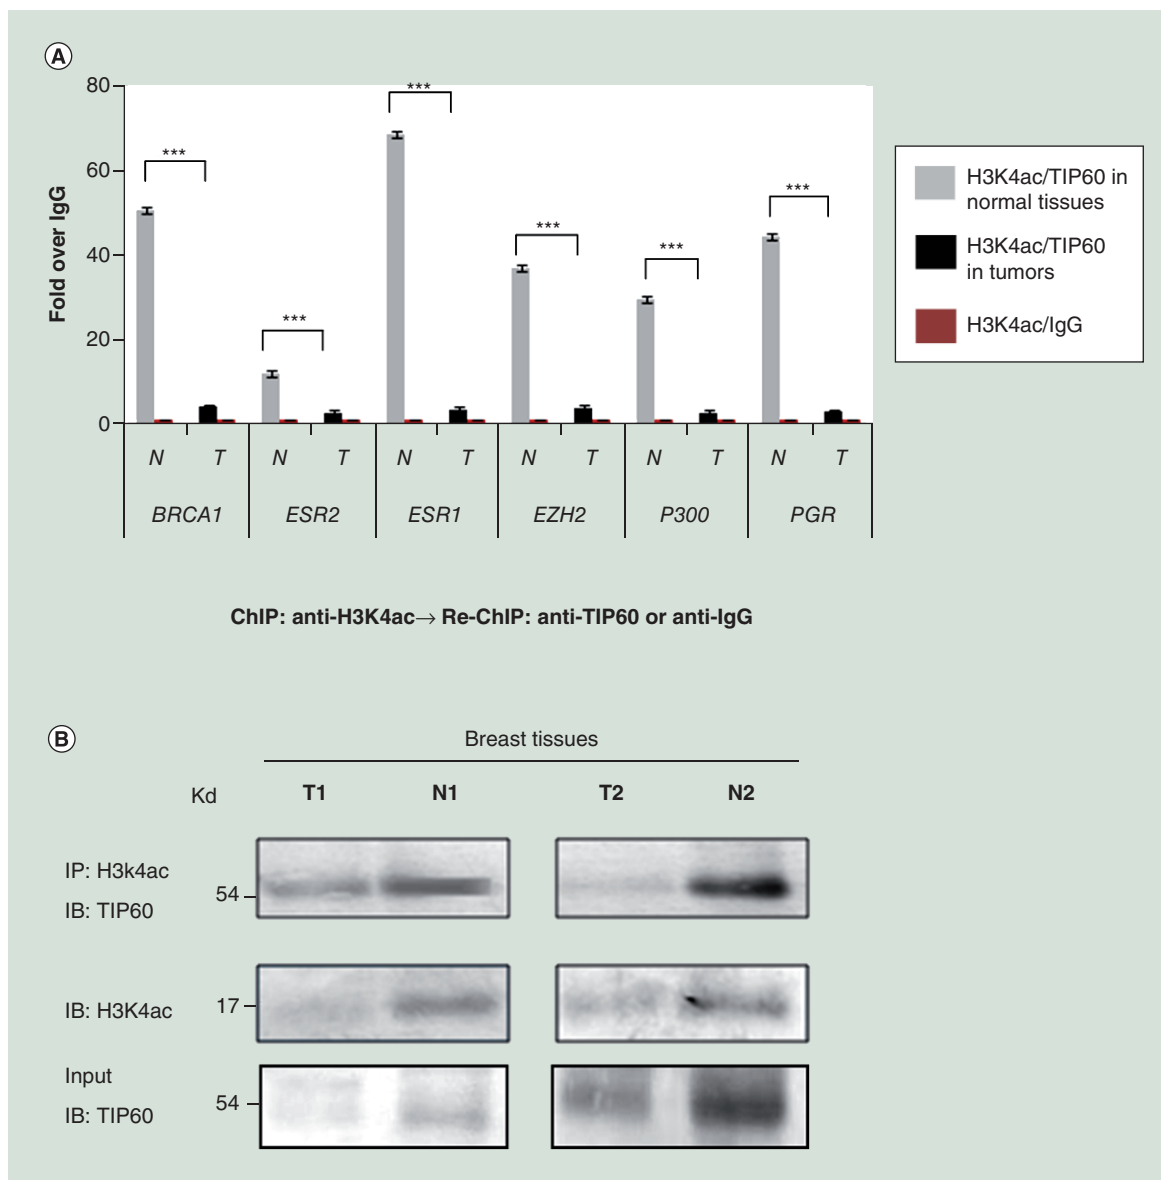 A
Fold over IgG
80
60
40
20
0
***
***
***
***
***
***
N T N T N T N T N T N T
BRCA1 ESR2 ESR1 EZH2 P300 PGR
H3K4ac/TIP60 in
normal tissues
H3K4ac/TIP60
in tumors
H3K4ac/IgG
ChIP: anti-H3K4ac→ Re-ChIP: anti-TIP60 or anti-IgG
B
Breast tissues
Kd T1 N1 T2 N2
IP: H3k4ac
54
IB: TIP60
IB: H3K4ac 17
Input
54
IB: TIP60